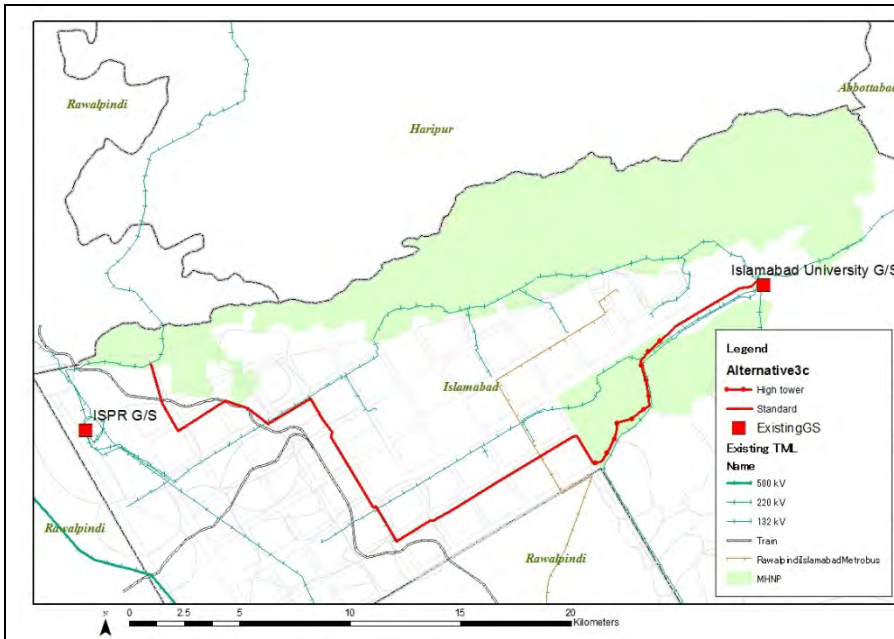 Rawalpindi
Haripur
Abbottabad
Islamabad University G/S
Islamabad
ISPR G/S
Rawalpindi
Rawalpindi
Legend
Alternative3c
High tower
Standard
ExistingGS
Existing TML
Name
500 kV
220 kV
132 kV
Train
RawalpindiIslamabadMetrobus
MHNP
N
0 2.5 5 10 15 20
Kilometers